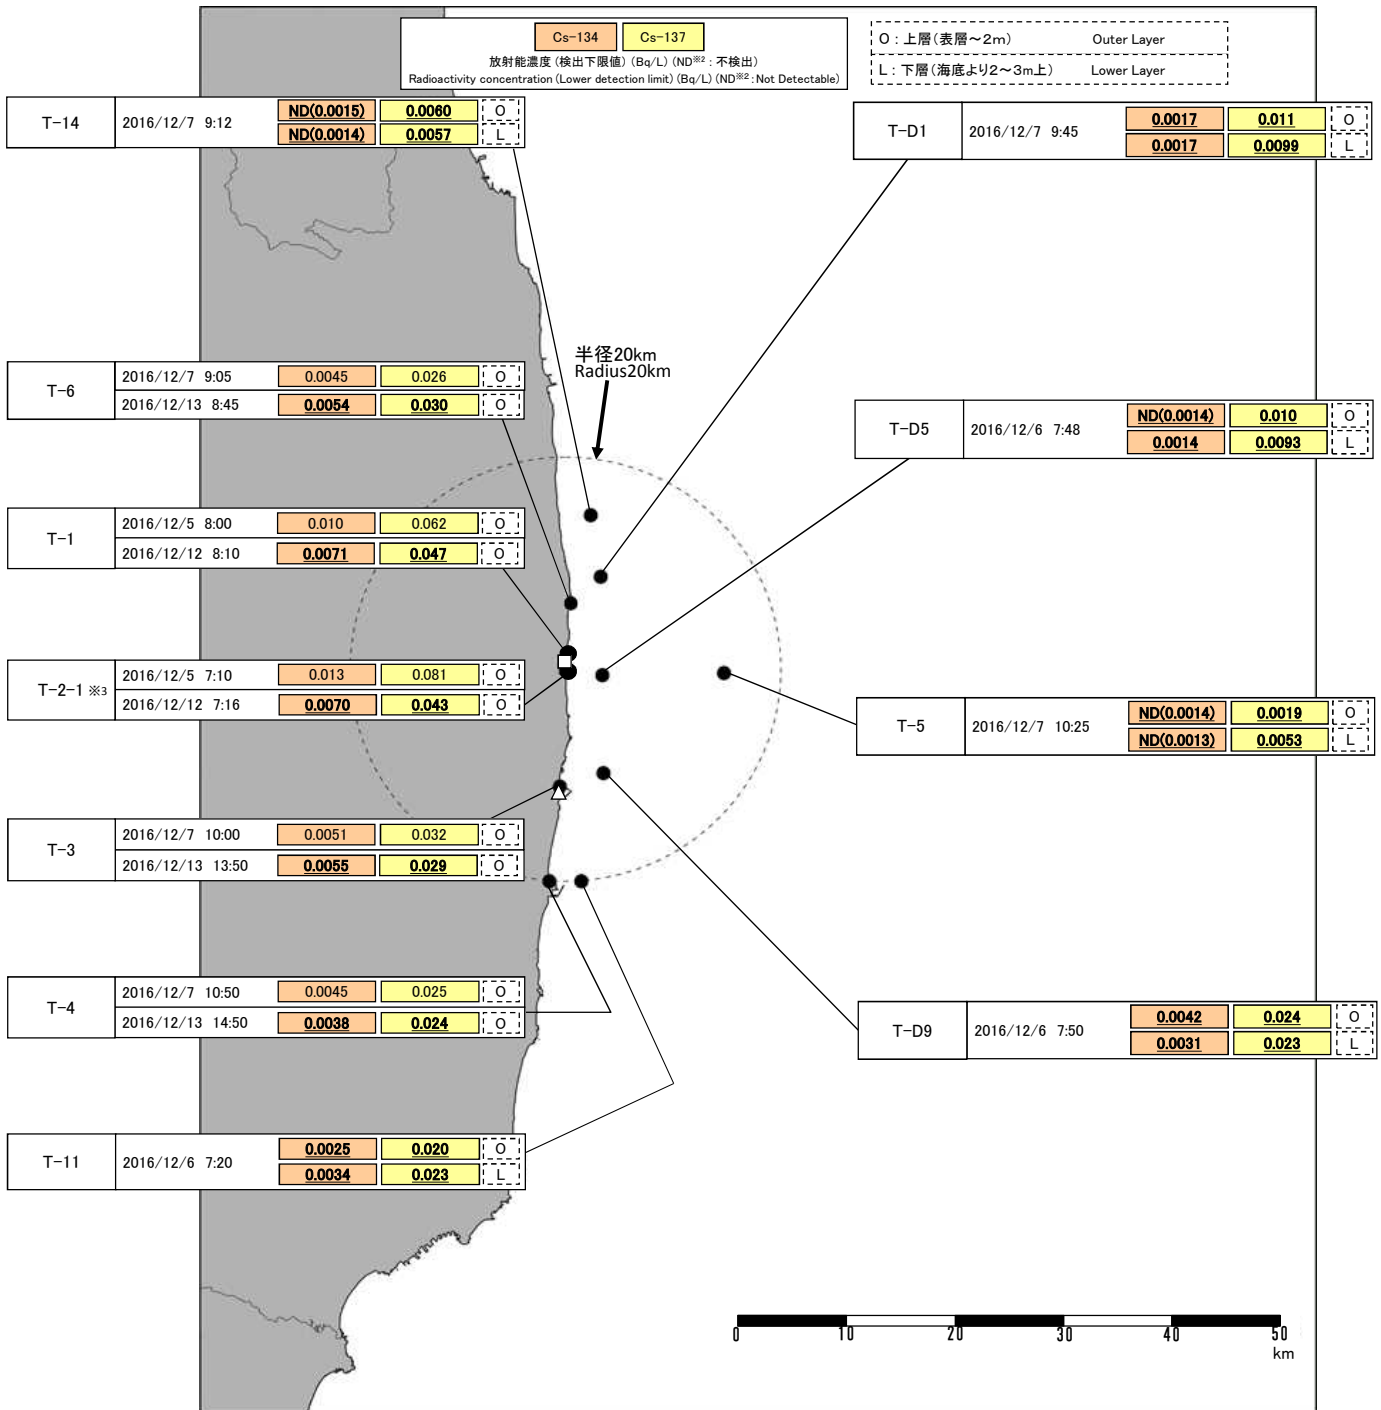 Cs-134 Cs-137
放射能濃度(検出下限値)(Bq/L)(ND※2:不検出)
Radioactivity concentration(Lower detection limit)(Bq/L)(ND※2:Not Detectable)
O:上層(表層～2m) Outer Layer
L:下層(海底より2～3m上) Lower Layer
T-14 2016/12/7 9:12 ND(0.0015) 0.0060 O
ND(0.0014) 0.0057 L
T-D1 2016/12/7 9:45 0.0017 0.011 O
0.0017 0.0099 L
半径20km
Radius20km
T-6 2016/12/7 9:05 0.0045 0.026 O
2016/12/13 8:45 0.0054 0.030 O
T-D5 2016/12/6 7:48 ND(0.0014) 0.010 O
0.0014 0.0093 L
T-1 2016/12/5 8:00 0.010 0.062 O
2016/12/12 8:10 0.0071 0.047 O
T-2-1 ※3 2016/12/5 7:10 0.013 0.081 O
2016/12/12 7:16 0.0070 0.043 O
T-5 2016/12/7 10:25 ND(0.0014) 0.0019 O
ND(0.0013) 0.0053 L
T-3 2016/12/7 10:00 0.0051 0.032 O
2016/12/13 13:50 0.0055 0.029 O
T-4 2016/12/7 10:50 0.0045 0.025 O
2016/12/13 14:50 0.0038 0.024 O
T-D9 2016/12/6 7:50 0.0042 0.024 O
0.0031 0.023 L
T-11 2016/12/6 7:20 0.0025 0.020 O
0.0034 0.023 L
0 10 20 30 40 50
km